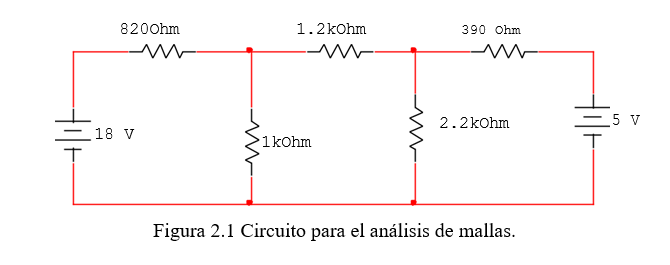 820Ohm
1.2kOhm
390 Ohm
18 V
1kOhm
2.2kOhm
5 V
Figura 2.1 Circuito para el análisis de mallas.